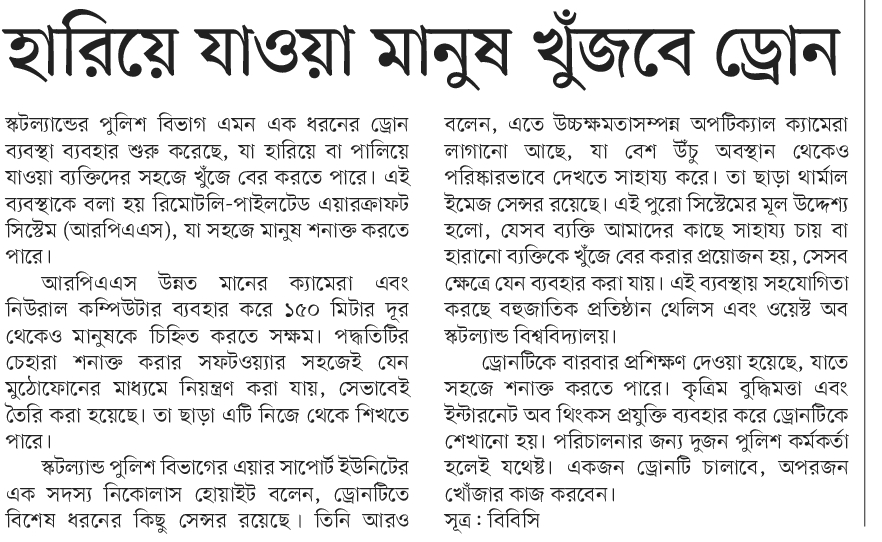 হারিয়ে যাওয়া মানুষ খুঁজবে ড্রোন
স্কটল্যান্ডের পুলিশ বিভাগ এমন এক ধরনের ড্রোন
ব্যবস্থা ব্যবহার শুরু করেছে, যা হারিয়ে বা পালিয়ে
যাওয়া ব্যক্তিদের সহজে খুঁজে বের করতে পারে। এই
ব্যবস্থাকে বলা হয় রিমোটলি-পাইলটেড এয়ারক্রাফট
সিস্টেম (আরপিএএস), যা সহজে মানুষ শনাক্ত করতে
পারে।
আরপিএএস উন্নত মানের ক্যামেরা এবং
নিউরাল কম্পিউটার ব্যবহার করে ১৫০ মিটার দূর
থেকেও মানুষকে চিহ্নিত করতে সক্ষম। পদ্ধতিটির
চেহারা শনাক্ত করার সফটওয়্যার সহজেই যেন
মুঠোফোনের মাধ্যমে নিয়ন্ত্রণ করা যায়, সেভাবেই
তৈরি করা হয়েছে। তা ছাড়া এটি নিজে থেকে শিখতে
পারে।
স্কটল্যান্ড পুলিশ বিভাগের এয়ার সাপোর্ট ইউনিটের
এক সদস্য নিকোলাস হোয়াইট বলেন, ড্রোনটিতে
বিশেষ ধরনের কিছু সেন্সর রয়েছে। তিনি আরও
বলেন, এতে উচ্চক্ষমতাসম্পন্ন অপটিক্যাল ক্যামেরা
লাগানো আছে, যা বেশ উঁচু অবস্থান থেকেও
পরিষ্কারভাবে দেখতে সাহায্য করে। তা ছাড়া থার্মাল
ইমেজ সেন্সর রয়েছে। এই পুরো সিস্টেমের মূল উদ্দেশ্য
হলো, যেসব ব্যক্তি আমাদের কাছে সাহায্য চায় বা
হারানো ব্যক্তিকে খুঁজে বের করার প্রয়োজন হয়, সেসব
ক্ষেত্রে যেন ব্যবহার করা যায়। এই ব্যবস্থায় সহযোগিতা
করছে বহুজাতিক প্রতিষ্ঠান থেলিস এবং ওয়েস্ট অব
স্কটল্যান্ড বিশ্ববিদ্যালয়।
ড্রোনটিকে বারবার প্রশিক্ষণ দেওয়া হয়েছে, যাতে
সহজে শনাক্ত করতে পারে। কৃত্রিম বুদ্ধিমত্তা এবং
ইন্টারনেট অব থিংকস প্রযুক্তি ব্যবহার করে ড্রোনটিকে
শেখানো হয়। পরিচালনার জন্য দুজন পুলিশ কর্মকর্তা
হলেই যথেষ্ট। একজন ড্রোনটি চালাবে, অপরজন
খোঁজার কাজ করবেন।
সূত্র : বিবিসি